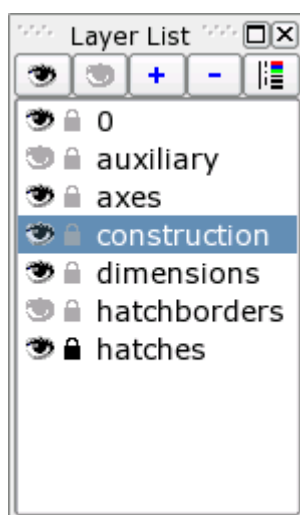 Layer List
0
auxiliary
axes
construction
dimensions
hatchborders
hatches